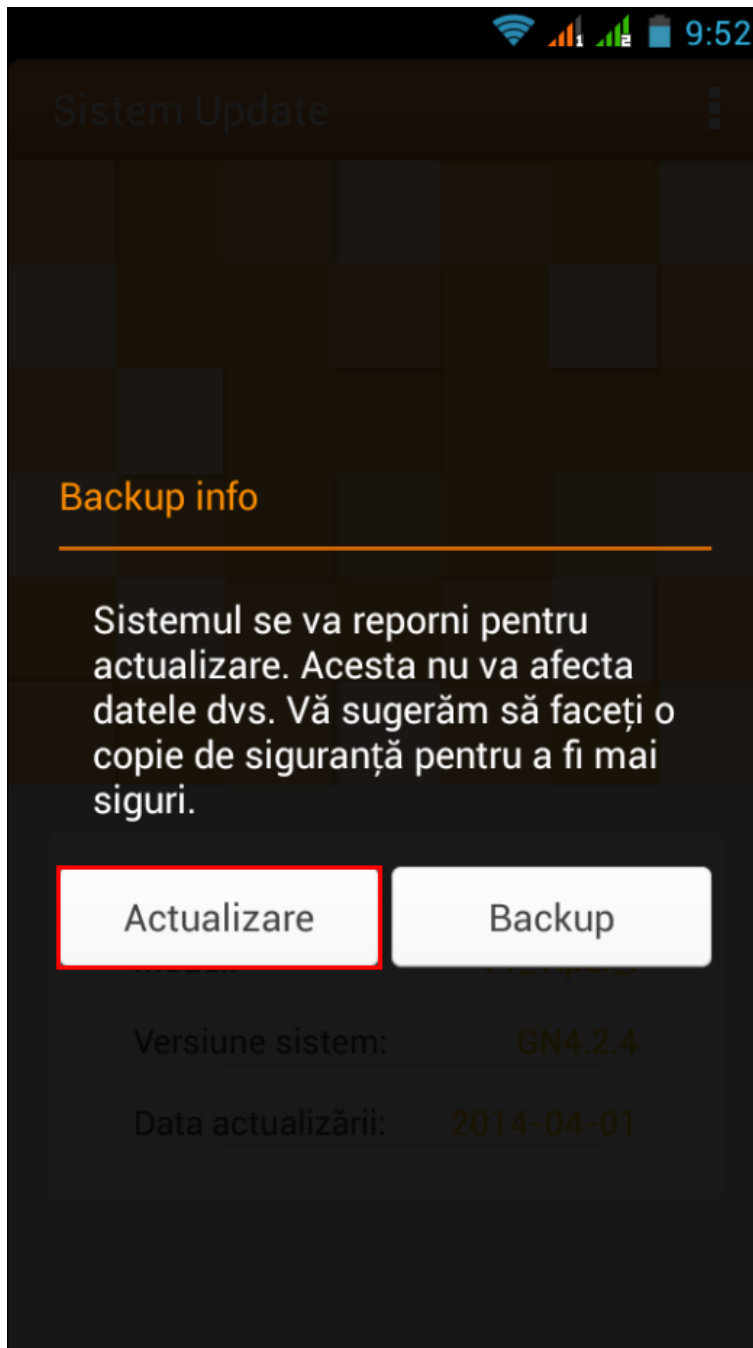 9:52
Sistem Update
Backup info
Sistemul se va reporni pentru
actualizare. Acesta nu va afecta
datele dvs. Vă sugerăm să faceți o
copie de siguranță pentru a fi mai
siguri.
Actualizare Backup
Versiune sistem: GN4.2.4
Data actualizării: 2014-04-01